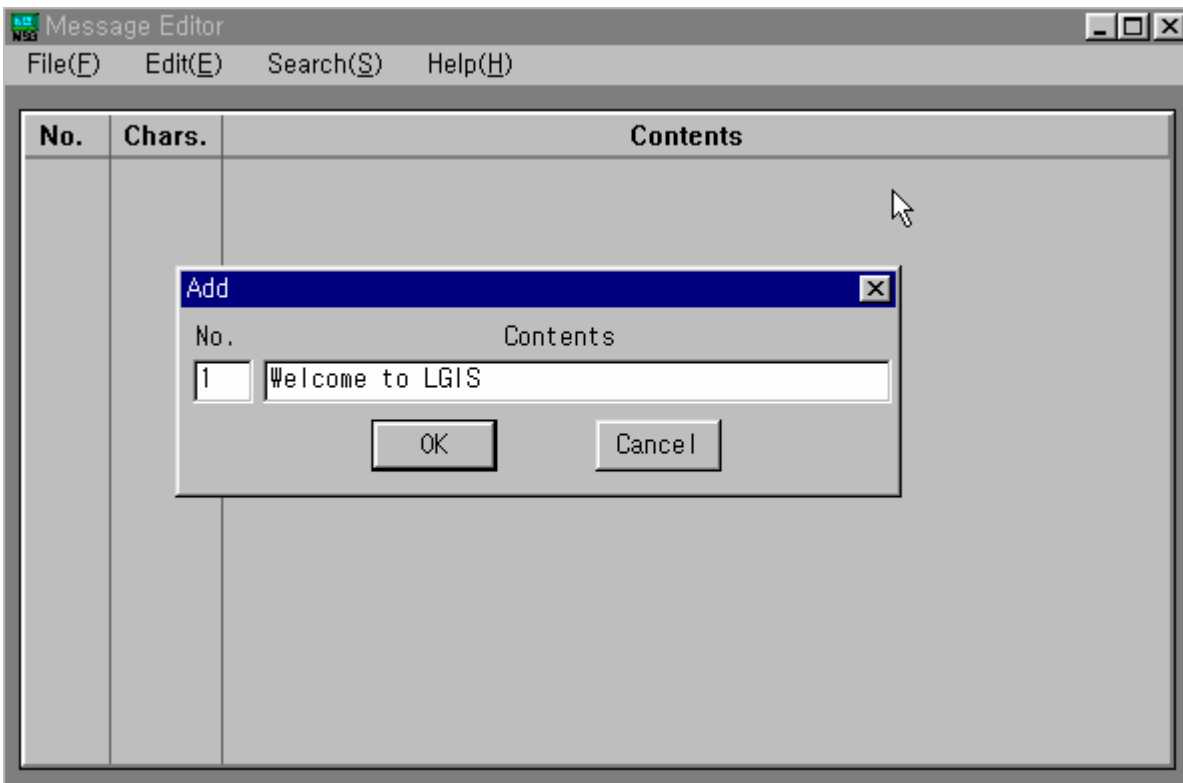 Message Editor
File(F) Edit(E) Search(S) Help(H)
No. Chars. Contents
Add
No. Contents
1 Welcome to LGIS
OK Cancel